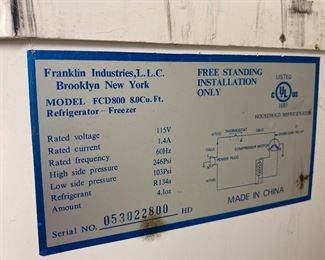 Franklin Industries,L.L.C.
Brooklyn New York
MODEL FCD800 8.0Cu.Ft.
Refrigerator-Freezer
Rated voltage 115V
Rated current 1.4A
Rated frequency 60Hz
High side pressure 246Psi
Low side pressure 103Psi
Refrigerant R134a
Amount 4.1oz
Serial NO. 053022800 HD
FREE STANDING
INSTALLATION
ONLY
LISTED
UL
US
HOUSEHOLD REFRIGERATOR
THERMOSTAT
OVERLOAD RELAY
COMPRESSOR MOTOR
POWER PLUG
MADE IN CHINA